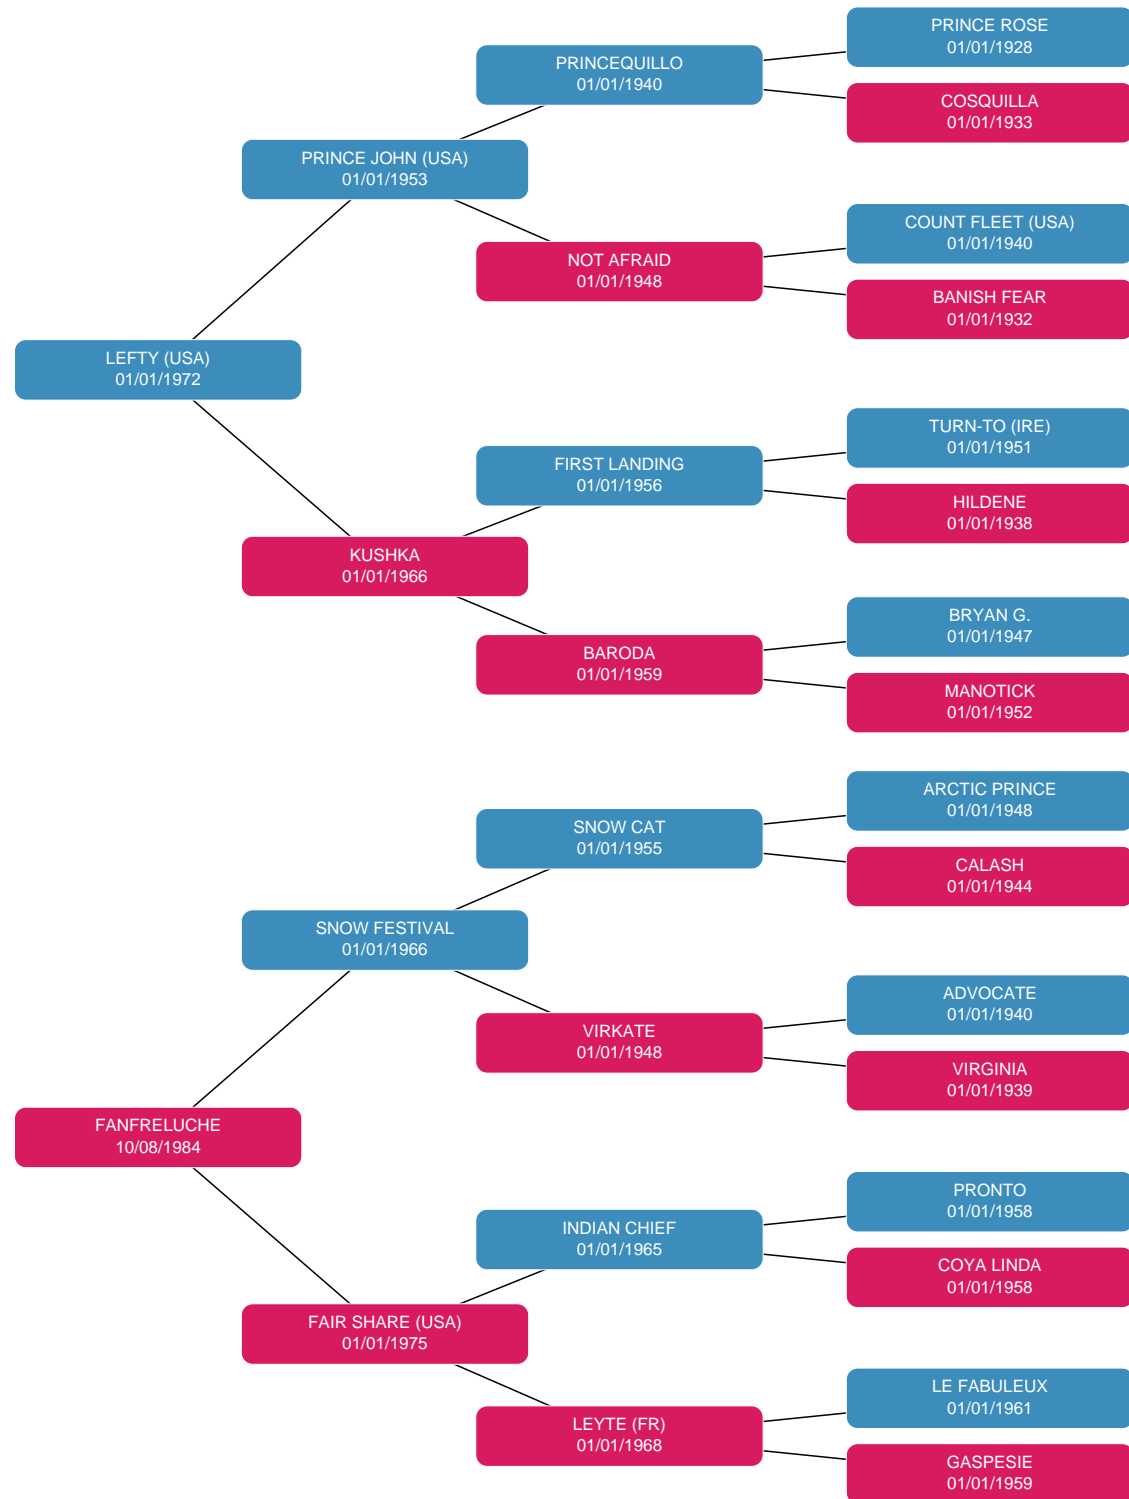 PRINCE ROSE
01/01/1928
PRINCEQUILLO
01/01/1940
COSQUILLA
01/01/1933
PRINCE JOHN (USA)
01/01/1953
COUNT FLEET (USA)
01/01/1940
NOT AFRAID
01/01/1948
BANISH FEAR
01/01/1932
LEFTY (USA)
01/01/1972
TURN-TO (IRE)
01/01/1951
FIRST LANDING
01/01/1956
HILDENE
01/01/1938
KUSHKA
01/01/1966
BRYAN G.
01/01/1947
BARODA
01/01/1959
MANOTICK
01/01/1952
ARCTIC PRINCE
01/01/1948
SNOW CAT
01/01/1955
CALASH
01/01/1944
SNOW FESTIVAL
01/01/1966
ADVOCATE
01/01/1940
VIRKATE
01/01/1948
VIRGINIA
01/01/1939
FANFRELUCHE
10/08/1984
PRONTO
01/01/1958
INDIAN CHIEF
01/01/1965
COYA LINDA
01/01/1958
FAIR SHARE (USA)
01/01/1975
LE FABULEUX
01/01/1961
LEYTE (FR)
01/01/1968
GASPESIE
01/01/1959